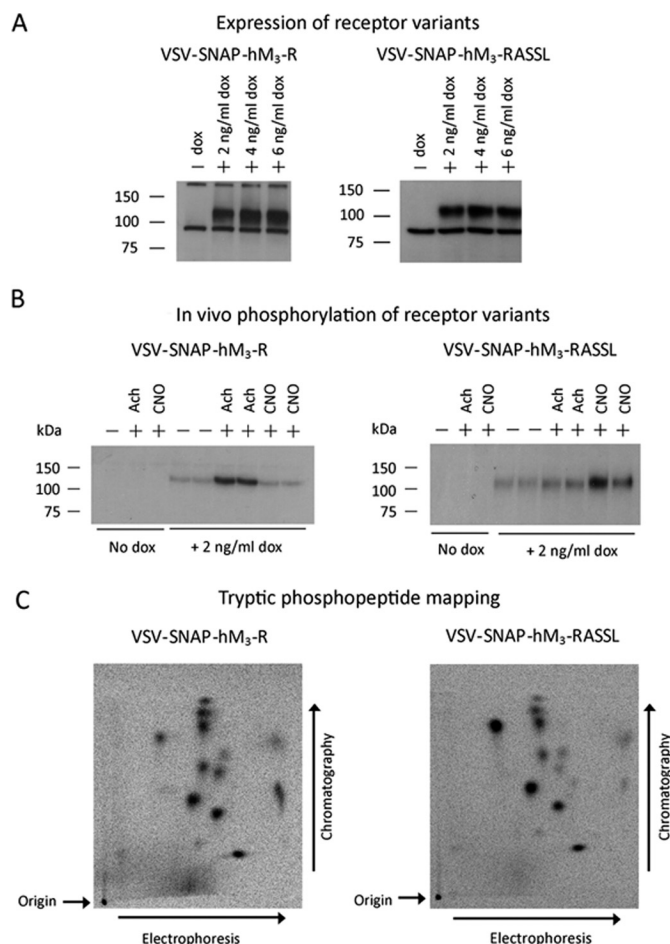 A
Expression of receptor variants
VSV-SNAP-hM₃-R
VSV-SNAP-hM₃-RASSL
– dox
+ 2 ng/ml dox
+ 4 ng/ml dox
+ 6 ng/ml dox
– dox
+ 2 ng/ml dox
+ 4 ng/ml dox
+ 6 ng/ml dox
150 –
100 –
75 –
150 –
100 –
75 –
B
In vivo phosphorylation of receptor variants
VSV-SNAP-hM₃-R
VSV-SNAP-hM₃-RASSL
Ach CNO Ach Ach CNO CNO
– + + – – + + + +
Ach CNO Ach Ach CNO CNO
– + + – – + + + +
kDa
150 –
100 –
75 –
kDa
150 –
100 –
75 –
No dox
+ 2 ng/ml dox
No dox
+ 2 ng/ml dox
C
Tryptic phosphopeptide mapping
VSV-SNAP-hM₃-R
VSV-SNAP-hM₃-RASSL
Chromatography
Chromatography
Origin
Origin
Electrophoresis
Electrophoresis